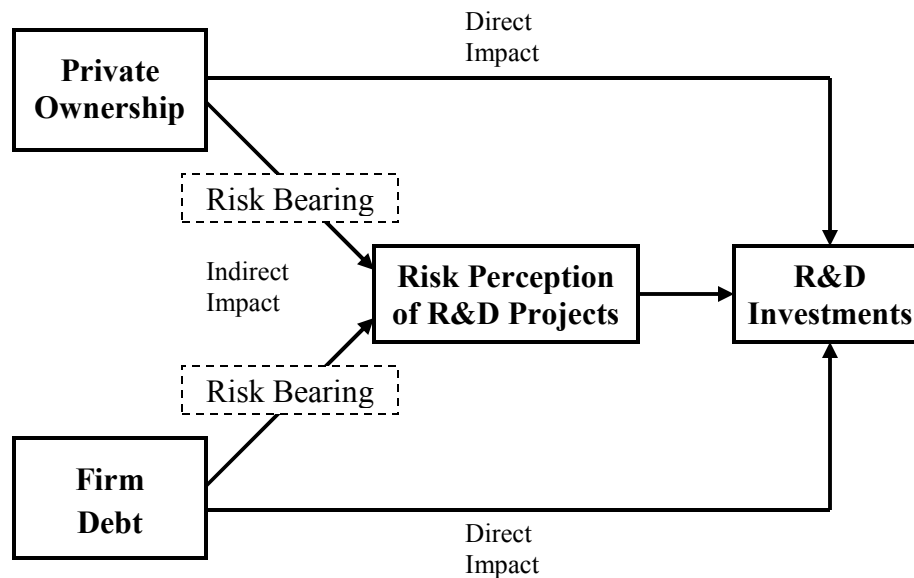 Direct
Impact
Private
Ownership
Risk Bearing
Indirect
Impact
Risk Perception
of R&D Projects
R&D
Investments
Risk Bearing
Firm
Debt
Direct
Impact